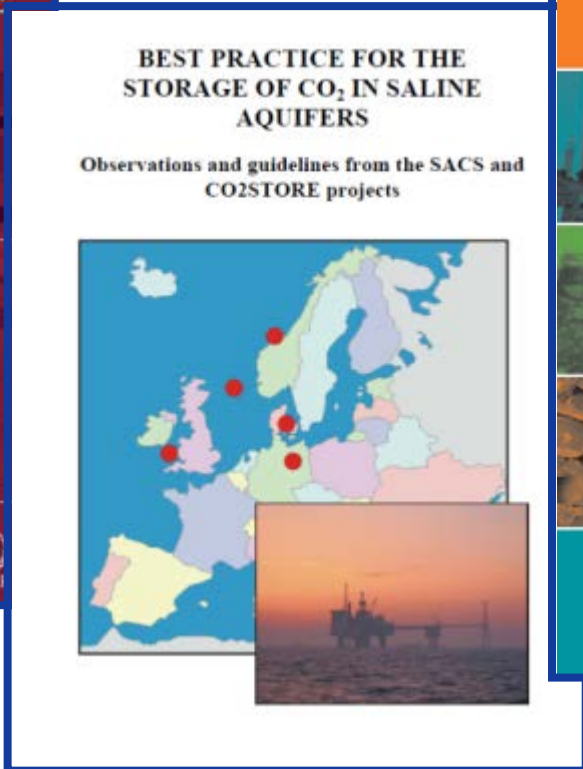 BEST PRACTICE FOR THE
STORAGE OF CO₂ IN SALINE
AQUIFERS
Observations and guidelines from the SACS and
CO2STORE projects